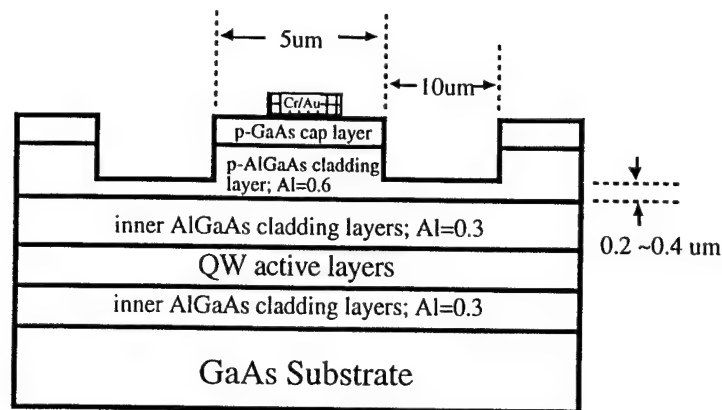 5um
10um
Cr/Au
p-GaAs cap layer
p-AlGaAs cladding
layer; Al=0.6
inner AlGaAs cladding layers; Al=0.3
0.2 ~0.4 um
QW active layers
inner AlGaAs cladding layers; Al=0.3
GaAs Substrate